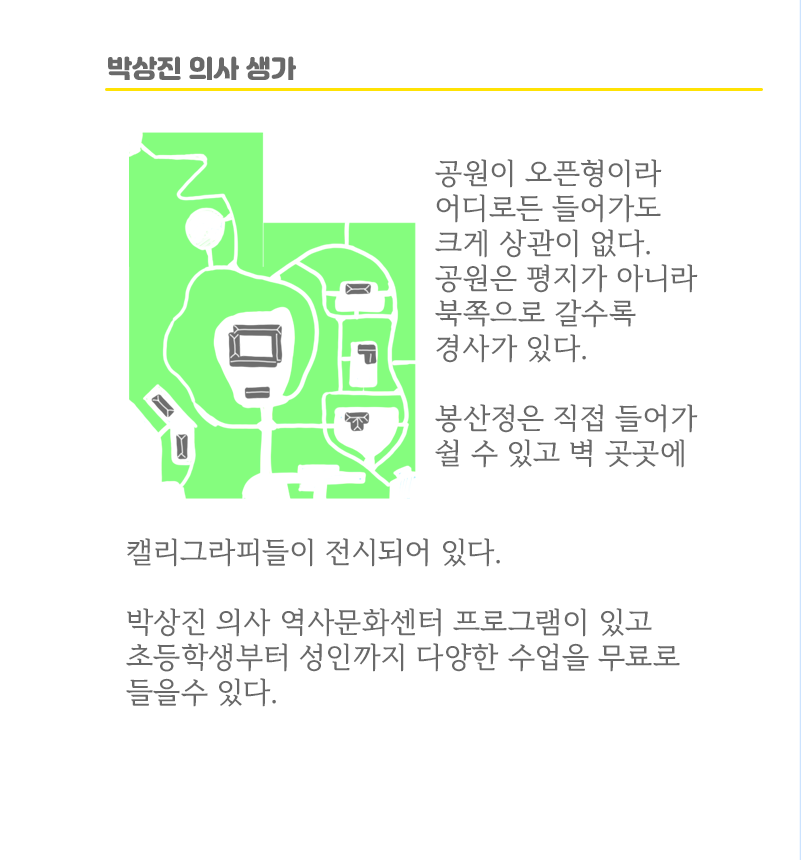 박상진 의사 생가
공원이 오픈형이라
어디로든 들어가도
크게 상관이 없다.
공원은 평지가 아니라
북쪽으로 갈수록
경사가 있다.
봉산정은 직접 들어가
쉴 수 있고 벽 곳곳에
캘리그라피들이 전시되어 있다.
박상진 의사 역사문화센터 프로그램이 있고
초등학생부터 성인까지 다양한 수업을 무료로
들을수 있다.